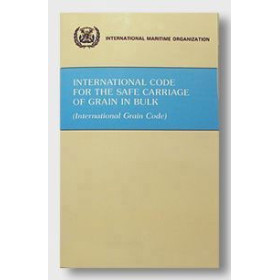 INTERNATIONAL MARITIME ORGANIZATION
INTERNATIONAL CODE
FOR THE SAFE CARRIAGE
OF GRAIN IN BULK
(International Grain Code)